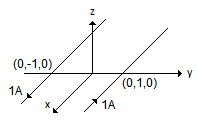 z
(0,-1,0)
y
(0,1,0)
1A
x
1A